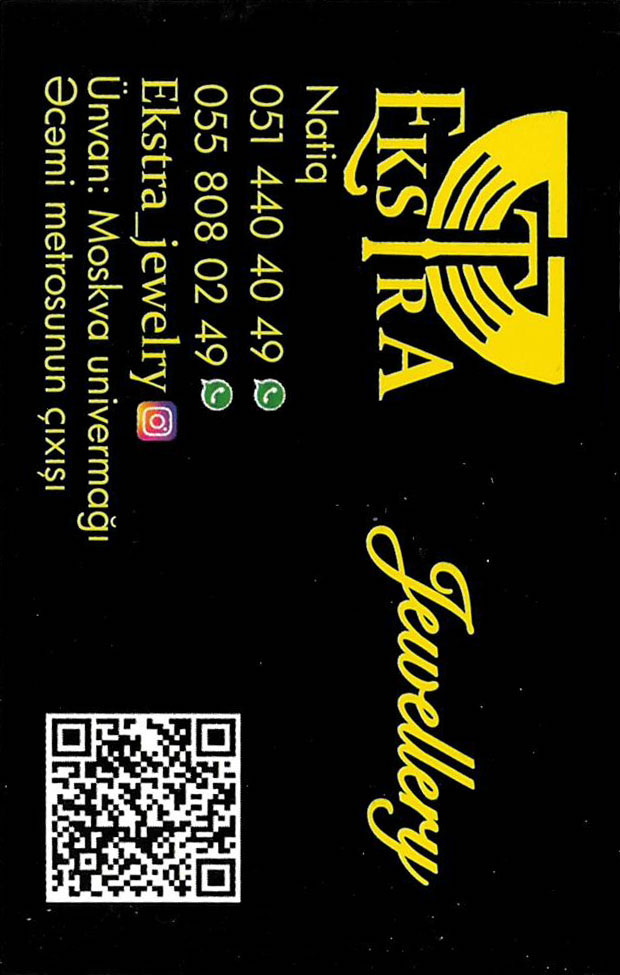 EKSTRA
Jewellery
Natiq
051 440 40 49
055 808 02 49
Ekstra_jewelry
Ünvan: Moskva univermağı
Əcəmi metrosunun çıxışı